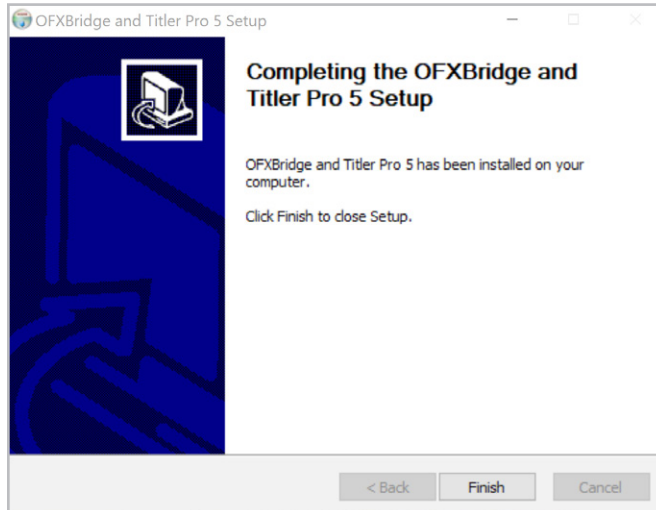 OFXBridge and Titler Pro 5 Setup
Completing the OFXBridge and
Titler Pro 5 Setup
OFXBridge and Titler Pro 5 has been installed on your
computer.
Click Finish to close Setup.
< Back
Finish
Cancel